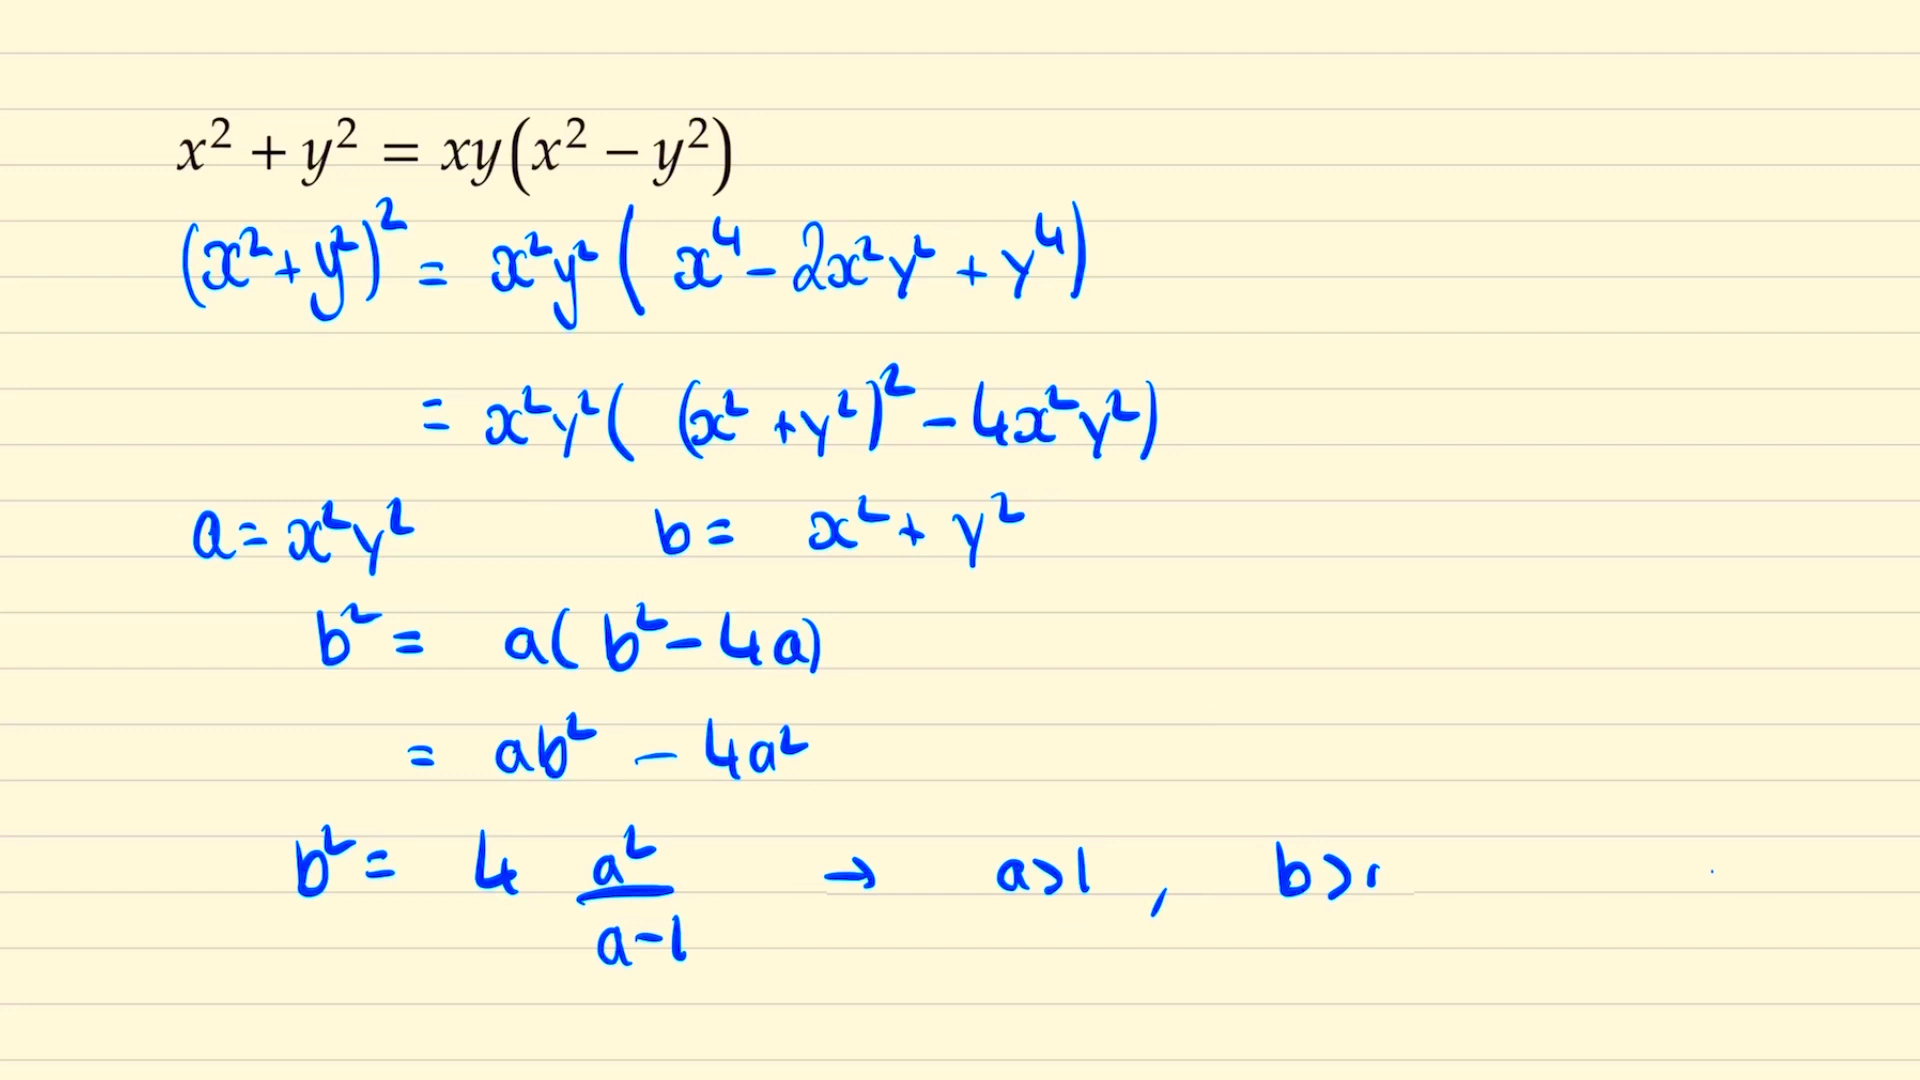 x² + y² = xy(x² − y²)
(x² + y²)² = x²y² ( x⁴ − 2x²y² + y⁴)
= x²y² ( (x² + y²)² − 4x²y²)
a = x²y² b = x² + y²
b² = a( b² − 4a)
= ab² − 4a²
b² = 4 a²/(a−1) → a>1 , b>